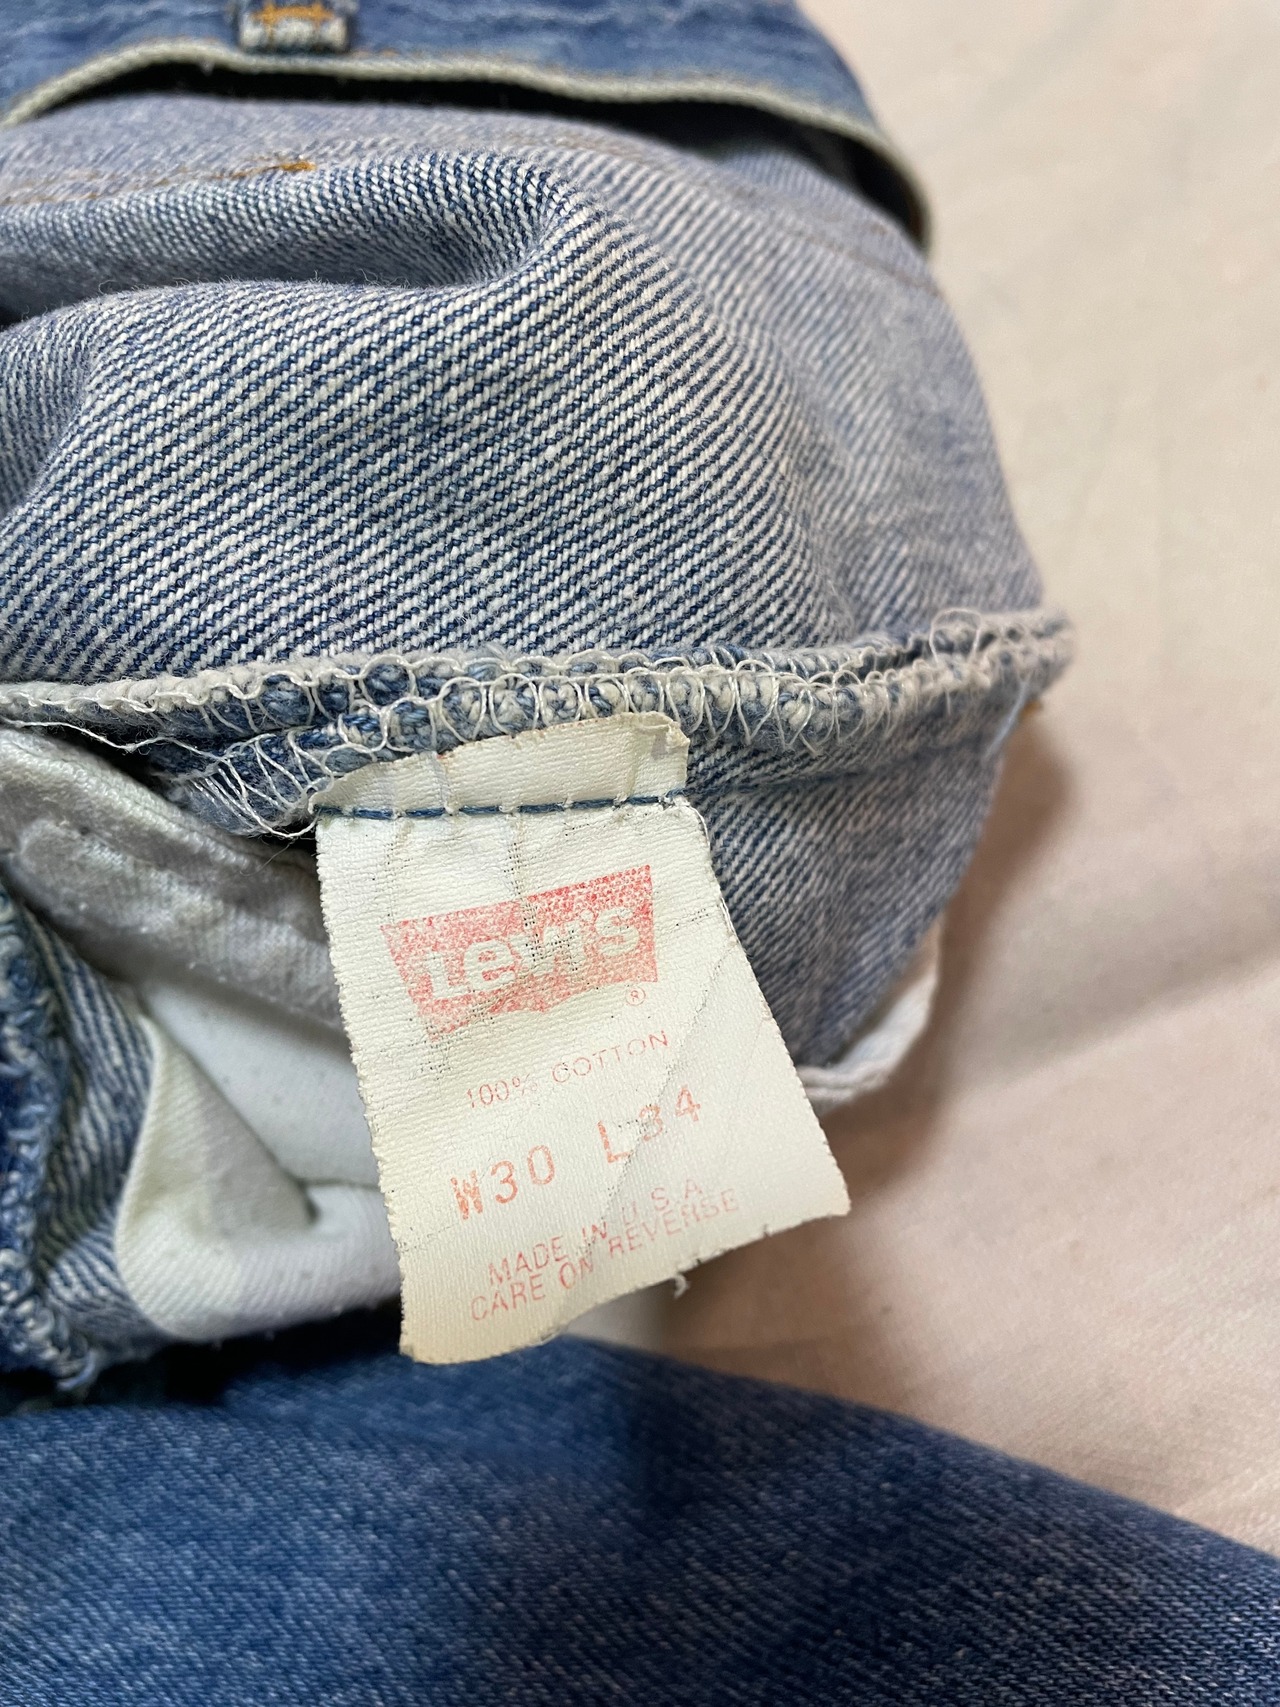 Levi's
®
100% COTTON
W30 L34
MADE IN U.S.A
CARE ON REVERSE